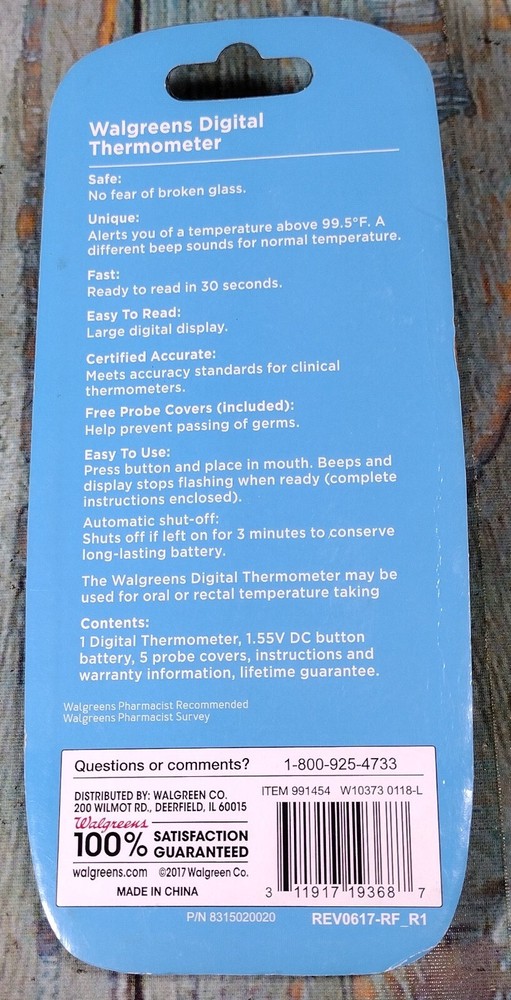 Walgreens Digital
Thermometer
Safe:
No fear of broken glass.
Unique:
Alerts you of a temperature above 99.5°F. A
different beep sounds for normal temperature.
Fast:
Ready to read in 30 seconds.
Easy To Read:
Large digital display.
Certified Accurate:
Meets accuracy standards for clinical
thermometers.
Free Probe Covers (included):
Help prevent passing of germs.
Easy To Use:
Press button and place in mouth. Beeps and
display stops flashing when ready (complete
instructions enclosed).
Automatic shut-off:
Shuts off if left on for 3 minutes to conserve
long-lasting battery.
The Walgreens Digital Thermometer may be
used for oral or rectal temperature taking
Contents:
1 Digital Thermometer, 1.55V DC button
battery, 5 probe covers, instructions and
warranty information, lifetime guarantee.
Walgreens Pharmacist Recommended
Walgreens Pharmacist Survey
Questions or comments? 1-800-925-4733
DISTRIBUTED BY: WALGREEN CO.
200 WILMOT RD., DEERFIELD, IL 60015
Walgreens
100% SATISFACTION
GUARANTEED
walgreens.com ©2017 Walgreen Co.
MADE IN CHINA
ITEM 991454 W10373 0118-L
3 11917 19368 7
P/N 8315020020 REV0617-RF_R1